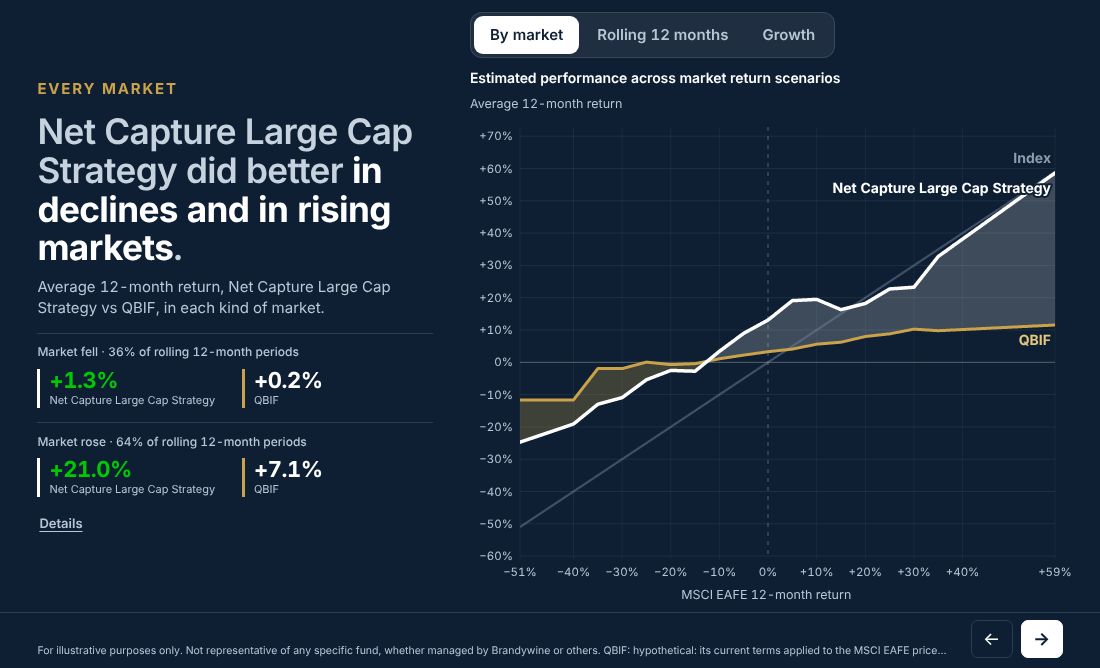 By market
Rolling 12 months
Growth
EVERY MARKET
Net Capture Large Cap
Strategy did better in
declines and in rising
markets.
Average 12-month return, Net Capture Large Cap
Strategy vs QBIF, in each kind of market.
Market fell · 36% of rolling 12-month periods
+1.3%
Net Capture Large Cap Strategy
+0.2%
QBIF
Market rose · 64% of rolling 12-month periods
+21.0%
Net Capture Large Cap Strategy
+7.1%
QBIF
Details
Estimated performance across market return scenarios
Average 12-month return
+70%
+60%
+50%
+40%
+30%
+20%
+10%
0%
−10%
−20%
−30%
−40%
−50%
−60%
Index
Net Capture Large Cap Strategy
QBIF
−51% −40% −30% −20% −10% 0% +10% +20% +30% +40% +59%
MSCI EAFE 12-month return
For illustrative purposes only. Not representative of any specific fund, whether managed by Brandywine or others. QBIF: hypothetical: its current terms applied to the MSCI EAFE price…